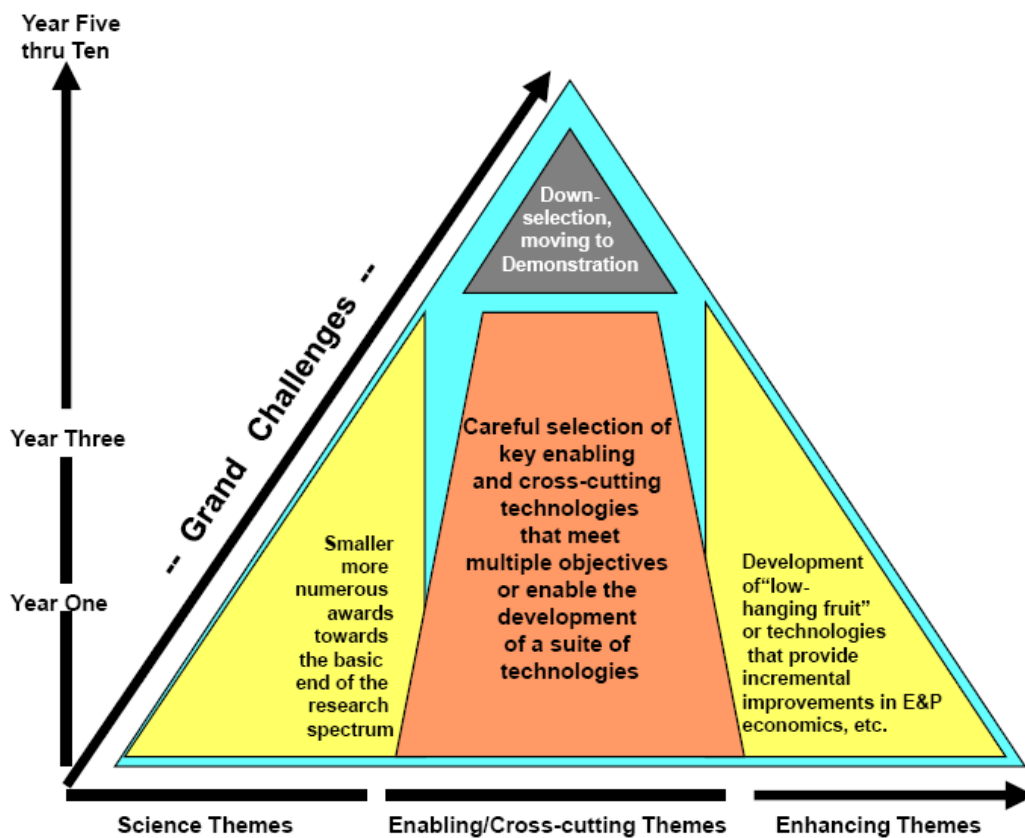 Year Five
thru Ten
Year Three
Year One
-- Grand Challenges --
Down-
selection,
moving to
Demonstration
Smaller
more
numerous
awards
towards
the basic
end of the
research
spectrum
Careful selection of
key enabling
and cross-cutting
technologies
that meet
multiple objectives
or enable the
development
of a suite of
technologies
Development
of“low-
hanging fruit”
or technologies
that provide
incremental
improvements in E&P
economics, etc.
Science Themes
Enabling/Cross-cutting Themes
Enhancing Themes